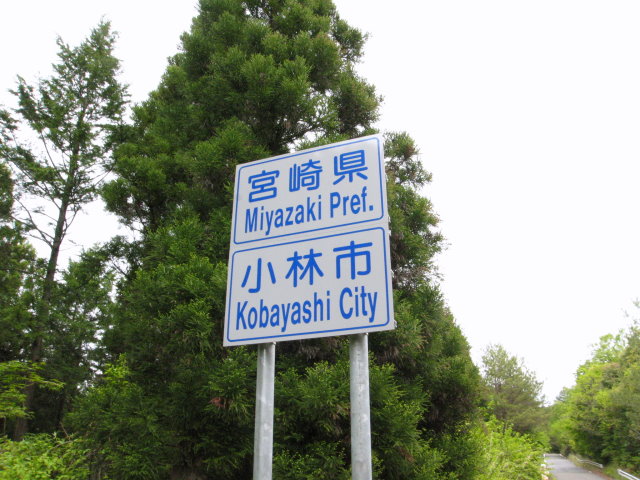 宮崎県
Miyazaki Pref.
小林市
Kobayashi City